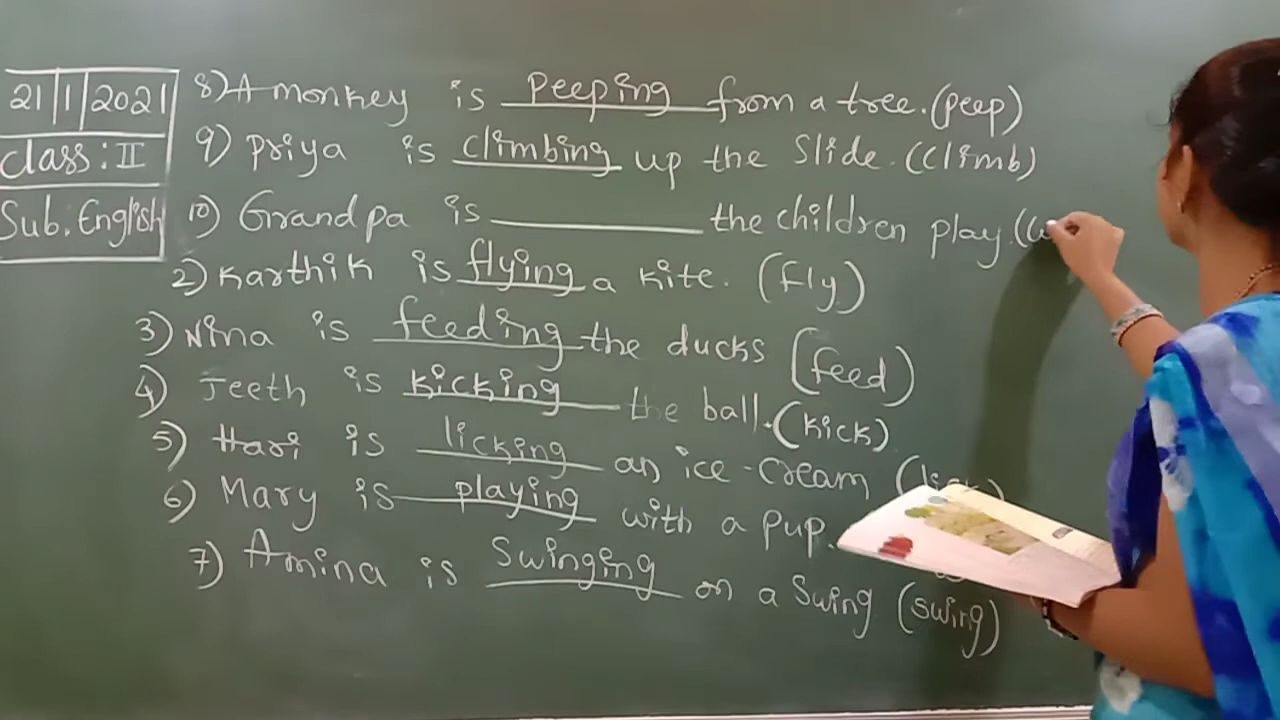 21/1/2021
Class: II
Sub. English
8) A monkey is Peeping from a tree. (Peep)
9) Priya is climbing up the Slide. (Climb)
10) Grandpa is ________ the children play. (
2) Karthik is flying a kite. (Fly)
3) Nina is feeding the ducks (Feed)
4) Jeeth is kicking the ball. (Kick)
5) Hari is licking an ice-cream
6) Mary is playing with a pup.
7) Amina is Swinging on a Swing (swing)